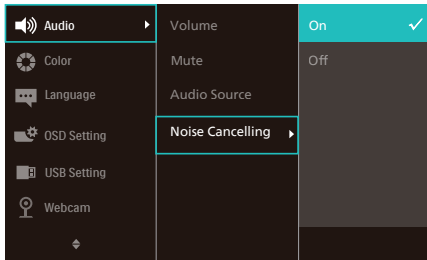 Audio
Color
Language
OSD Setting
USB Setting
Webcam
Volume
Mute
Audio Source
Noise Cancelling
On
Off